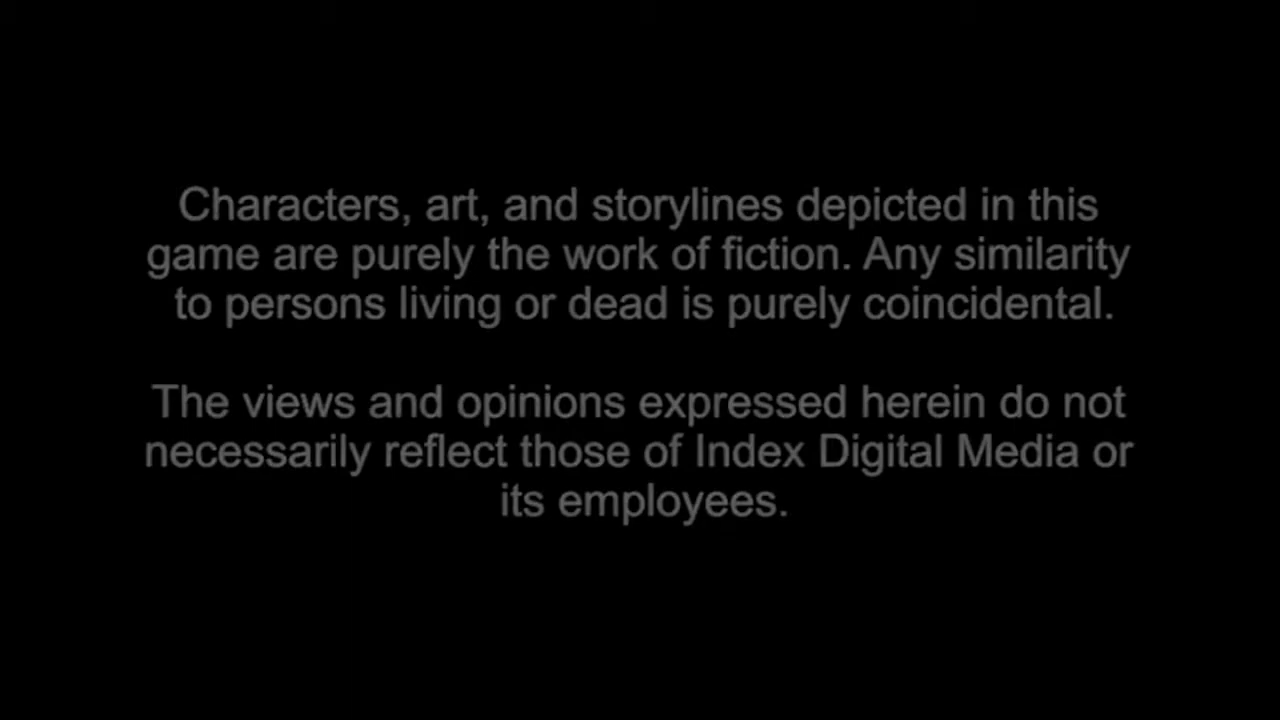 Characters, art, and storylines depicted in this
game are purely the work of fiction. Any similarity
to persons living or dead is purely coincidental.
The views and opinions expressed herein do not
necessarily reflect those of Index Digital Media or
its employees.